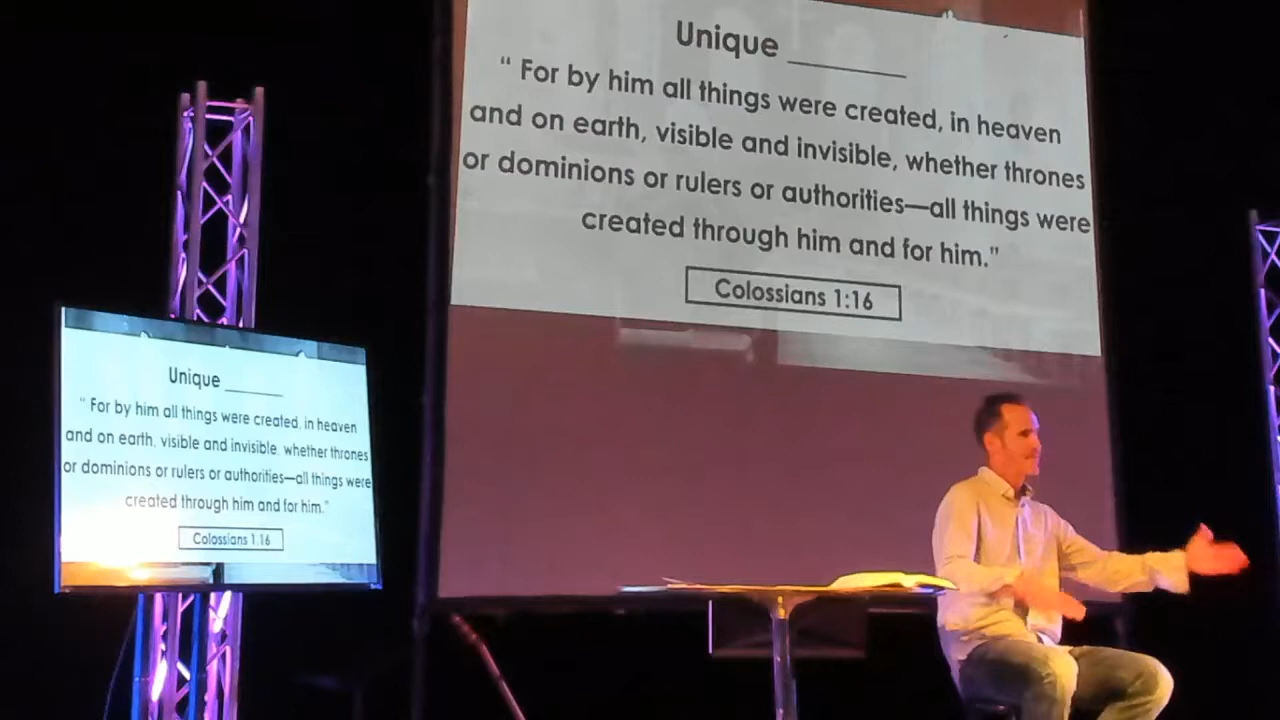 Unique ______
“ For by him all things were created, in heaven
and on earth, visible and invisible, whether thrones
or dominions or rulers or authorities—all things were
created through him and for him.”
Colossians 1:16
Unique ______
“ For by him all things were created, in heaven
and on earth, visible and invisible, whether thrones
or dominions or rulers or authorities—all things were
created through him and for him.”
Colossians 1:16